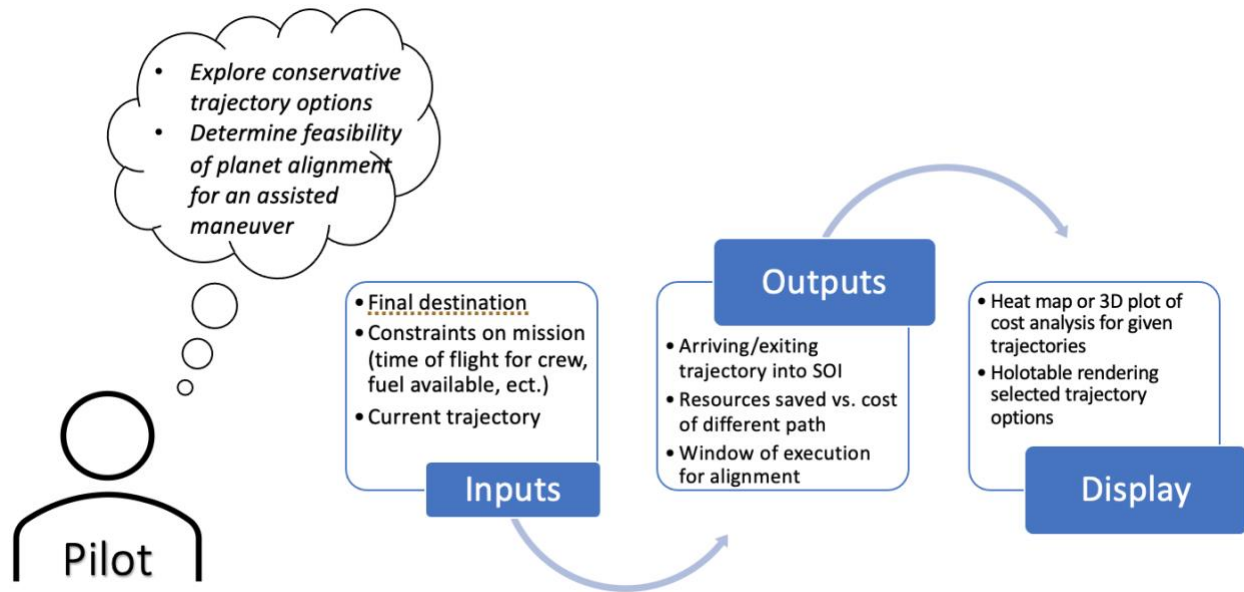 • Explore conservative
trajectory options
• Determine feasibility
of planet alignment
for an assisted
maneuver
Pilot
• Final destination
• Constraints on mission
(time of flight for crew,
fuel available, ect.)
• Current trajectory
Inputs
Outputs
• Arriving/exiting
trajectory into SOI
• Resources saved vs. cost
of different path
• Window of execution
for alignment
• Heat map or 3D plot of
cost analysis for given
trajectories
• Holotable rendering
selected trajectory
options
Display